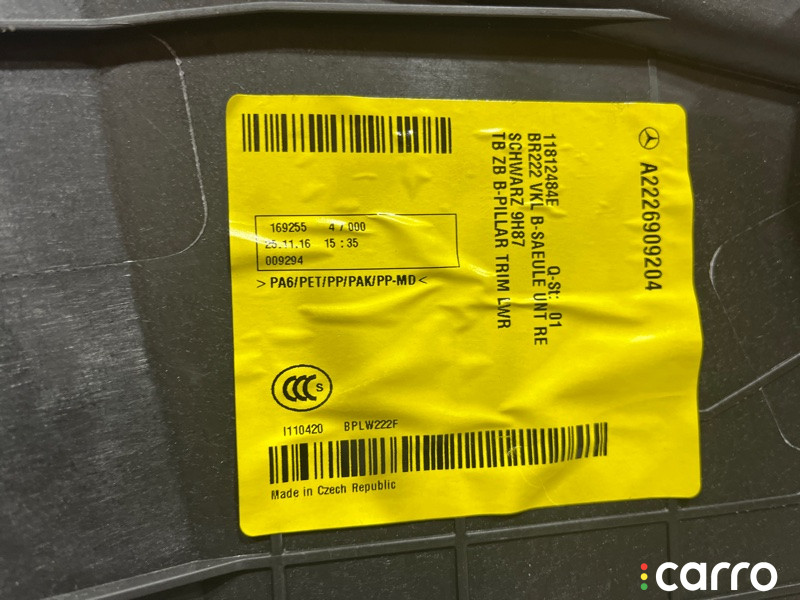 A2226909204
11812484E Q-St: 01
BR222 VKL B-SAEULE UNT RE
SCHWARZ 9H87
TB ZB B-PILLAR TRIM LWR
169255 4 / 000
25.11.16 15 : 35
009294
> PA6/PET/PP/PAK/PP-MD <
CCC S
I110420 BPLW222F
Made in Czech Republic
carro